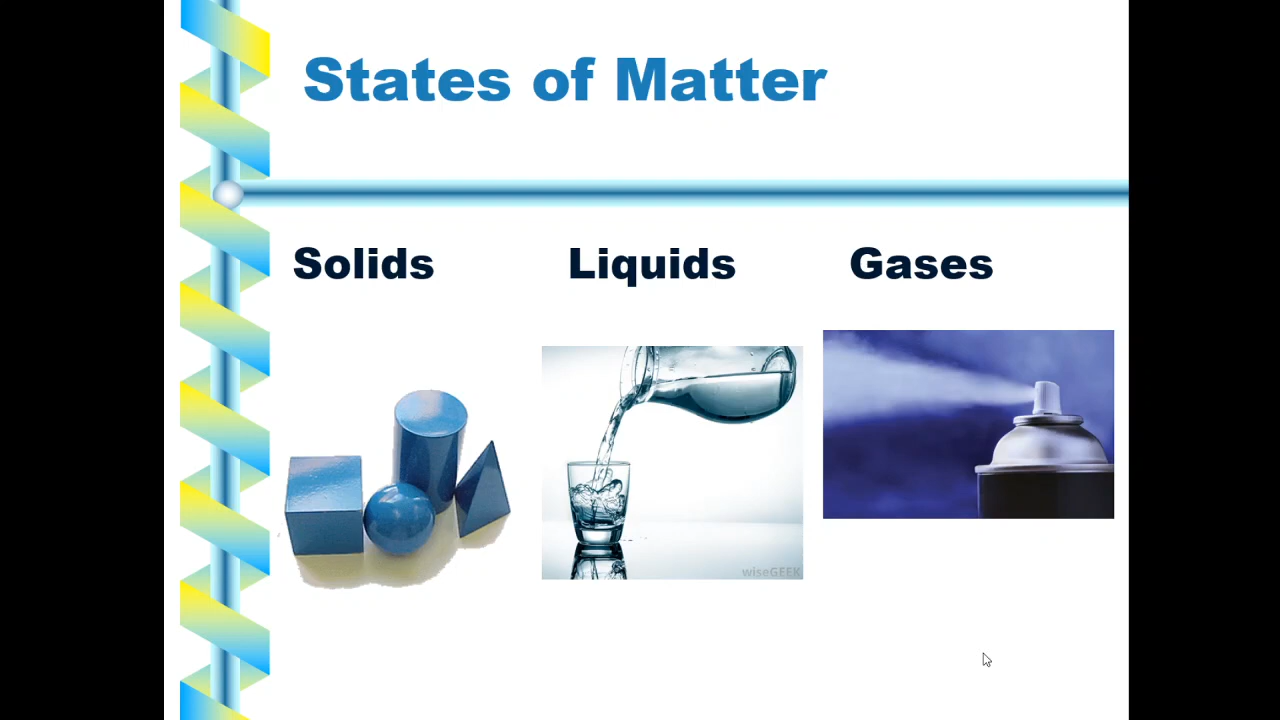 States of Matter
Solids
Liquids
Gases
wiseGEEK